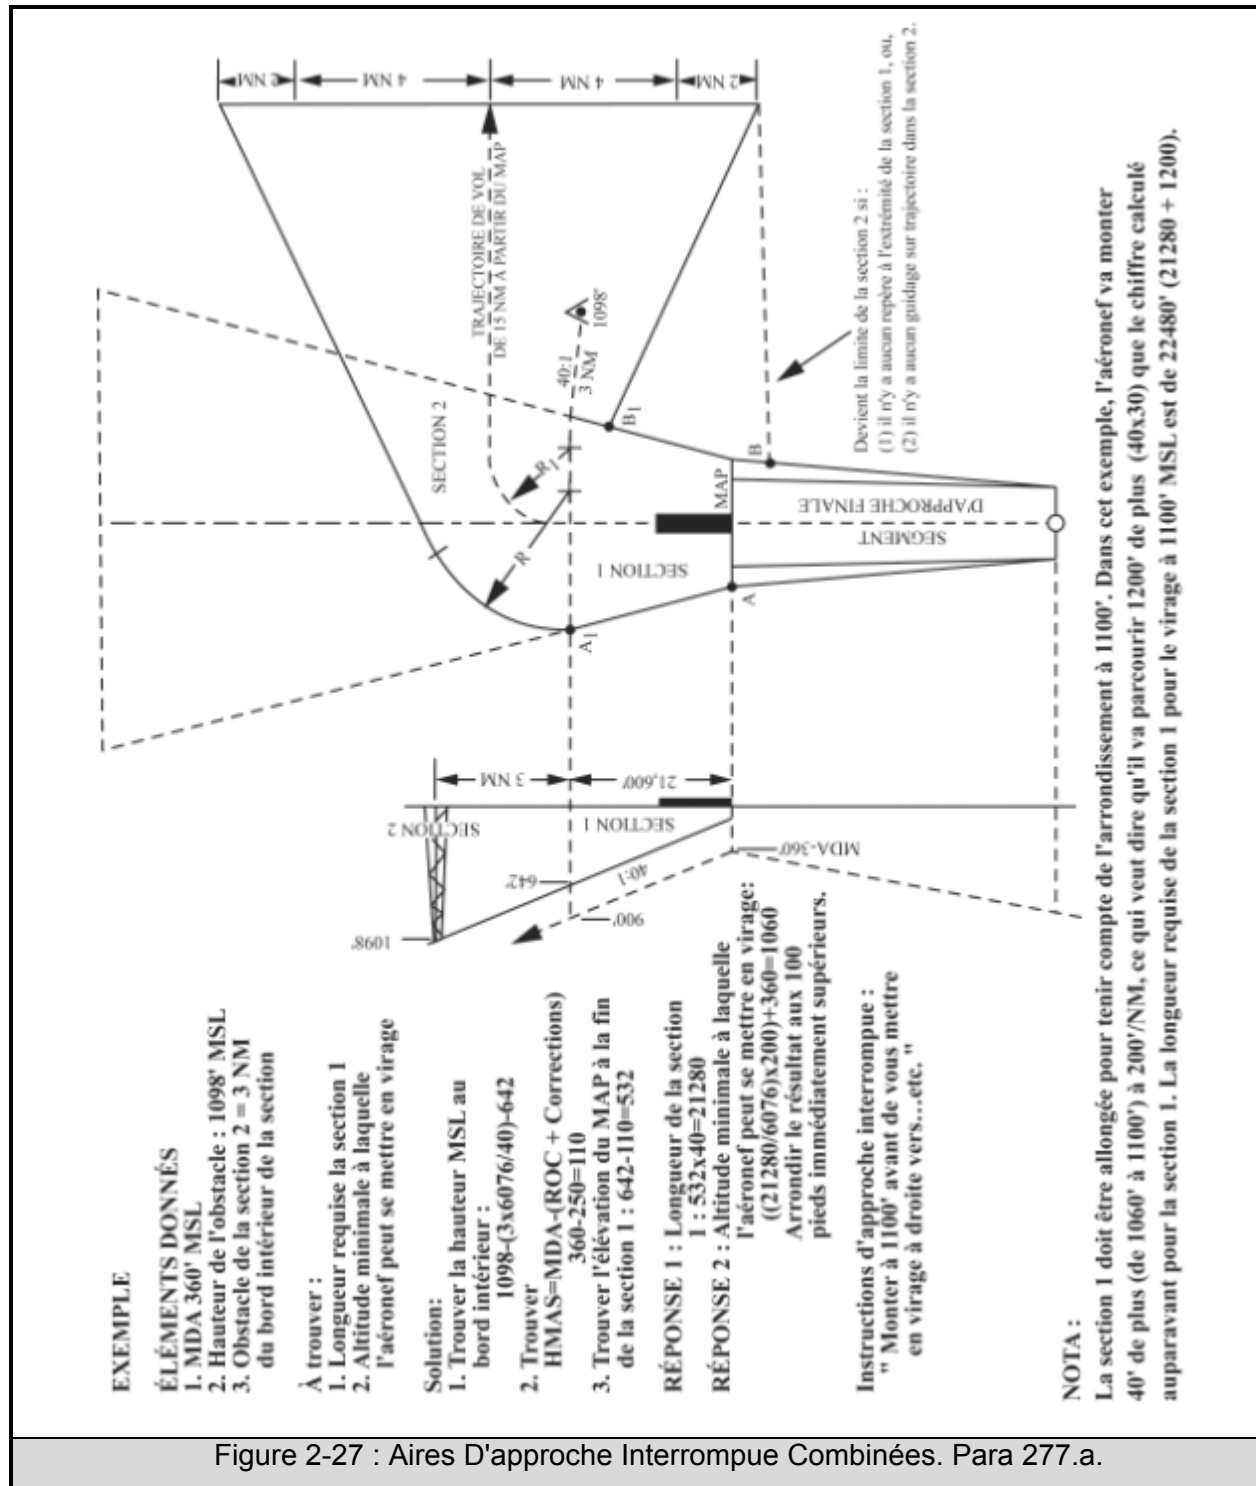 EXEMPLE
ÉLÉMENTS DONNÉS
1. MDA 360' MSL
2. Hauteur de l'obstacle : 1098' MSL
3. Obstacle de la section 2 = 3 NM
du bord intérieur de la section
À trouver :
1. Longueur requise la section 1
2. Altitude minimale à laquelle
l'aéronef peut se mettre en virage
Solution:
1. Trouver la hauteur MSL au
bord intérieur :
1098-(3x6076/40)-642
2. Trouver
HMAS=MDA-(ROC + Corrections)
360-250=110
3. Trouver l'élévation du MAP à la fin
de la section 1 : 642-110=532
RÉPONSE 1 : Longueur de la section
1 : 532x40=21280
RÉPONSE 2 : Altitude minimale à laquelle
l'aéronef peut se mettre en virage:
((21280/6076)x200)+360=1060
Arrondir le résultat aux 100
pieds immédiatement supérieurs.
Instructions d'approche interrompue :
" Monter à 1100' avant de vous mettre
en virage à droite vers...etc. "
1098'
642'
900'
40:1
MDA-360'
SECTION 2
SECTION 1
3 NM
21,600'
2 NM
4 NM
4 NM
2 NM
TRAJECTOIRE DE VOL
DE 15 NM À PARTIR DU MAP
SECTION 2
40:1
3 NM
1098'
R
R1
A1
B1
SECTION 1
MAP
A
B
SEGMENT
D'APPROCHE FINALE
Devient la limite de la section 2 si :
(1) il n'y a aucun repère à l'extrémité de la section 1, ou,
(2) il n'y a aucun guidage sur trajectoire dans la section 2.
NOTA :
La section 1 doit être allongée pour tenir compte de l'arrondissement à 1100'. Dans cet exemple, l'aéronef va monter
40' de plus (de 1060' à 1100') à 200'/NM, ce qui veut dire qu'il va parcourir 1200' de plus (40x30) que le chiffre calculé
auparavant pour la section 1. La longueur requise de la section 1 pour le virage à 1100' MSL est de 22480' (21280 + 1200).
Figure 2-27 : Aires D'approche Interrompue Combinées. Para 277.a.